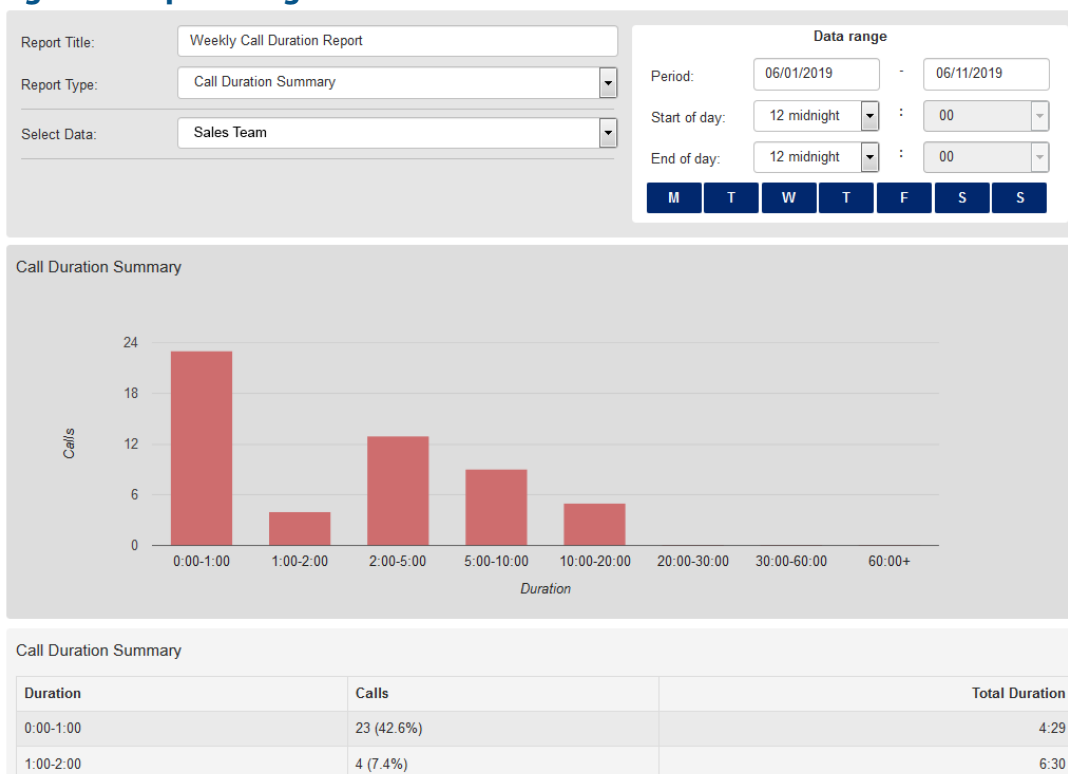 Report Title: Weekly Call Duration Report
Report Type: Call Duration Summary
Select Data: Sales Team
Data range
Period: 06/01/2019 - 06/11/2019
Start of day: 12 midnight : 00
End of day: 12 midnight : 00
M T W T F S S
Call Duration Summary
24
18
12
6
0
Calls
0:00-1:00 1:00-2:00 2:00-5:00 5:00-10:00 10:00-20:00 20:00-30:00 30:00-60:00 60:00+
Duration
Call Duration Summary
Duration Calls Total Duration
0:00-1:00 23 (42.6%) 4:29
1:00-2:00 4 (7.4%) 6:30